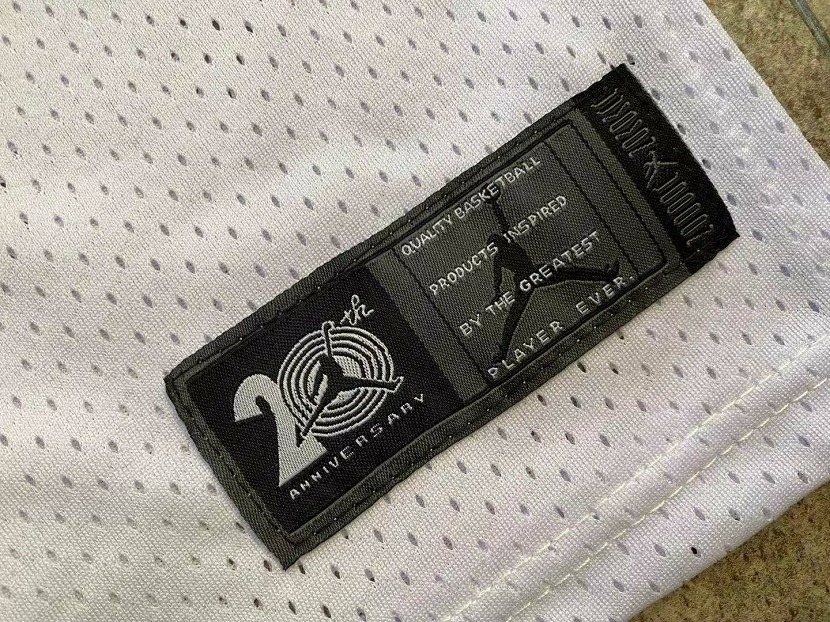 20th
ANNIVERSARY
QUALITY BASKETBALL
PRODUCTS INSPIRED
BY THE GREATEST
PLAYER EVER.